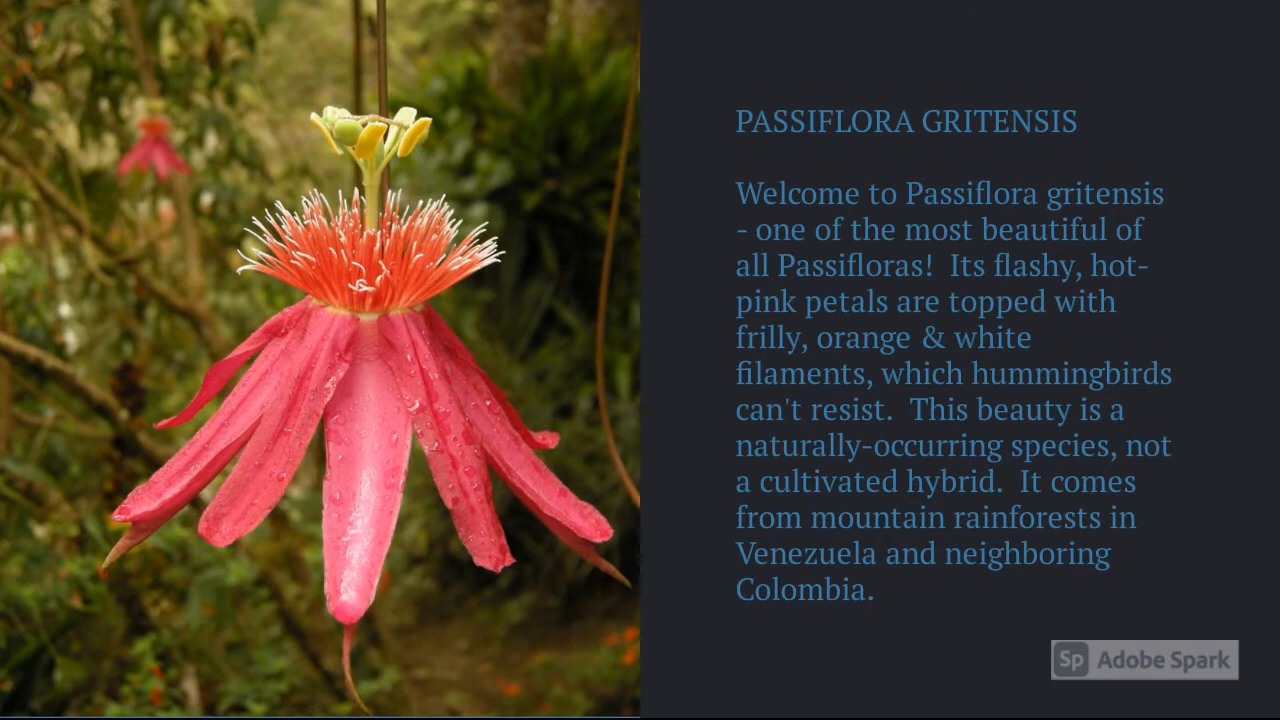 PASSIFLORA GRITENSIS
Welcome to Passiflora gritensis
- one of the most beautiful of
all Passifloras!  Its flashy, hot-
pink petals are topped with
frilly, orange & white
filaments, which hummingbirds
can't resist.  This beauty is a
naturally-occurring species, not
a cultivated hybrid.  It comes
from mountain rainforests in
Venezuela and neighboring
Colombia.
Sp Adobe Spark